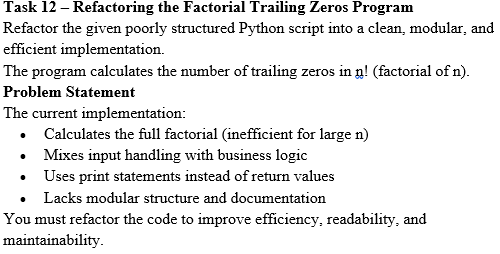 Task 12 – Refactoring the Factorial Trailing Zeros Program
Refactor the given poorly structured Python script into a clean, modular, and
efficient implementation.
The program calculates the number of trailing zeros in n! (factorial of n).
Problem Statement
The current implementation:
• Calculates the full factorial (inefficient for large n)
• Mixes input handling with business logic
• Uses print statements instead of return values
• Lacks modular structure and documentation
You must refactor the code to improve efficiency, readability, and
maintainability.